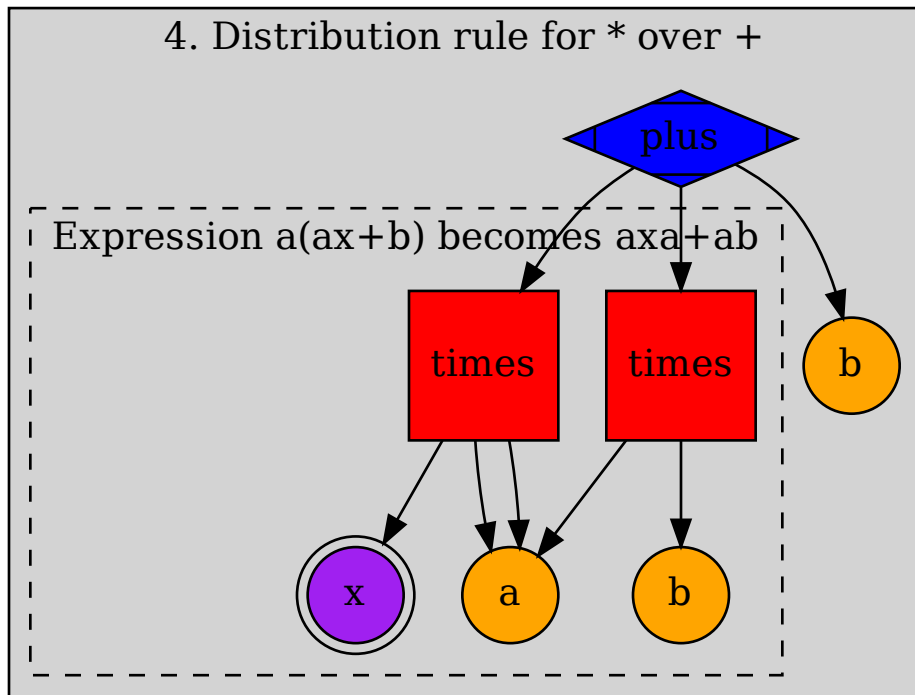 4. Distribution rule for * over +
plus
Expression a(ax+b) becomes axa+ab
times
times
b
x
a
b